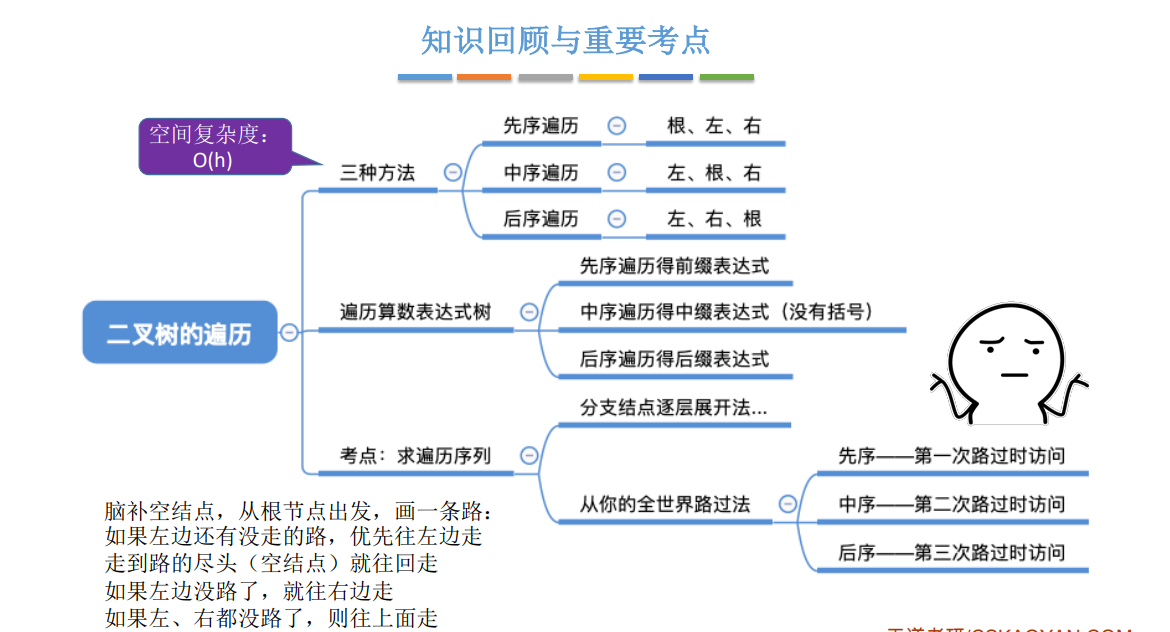 知识回顾与重要考点
空间复杂度：
O(h)
三种方法
先序遍历
根、左、右
中序遍历
左、根、右
后序遍历
左、右、根
二叉树的遍历
遍历算数表达式树
先序遍历得前缀表达式
中序遍历得中缀表达式（没有括号）
后序遍历得后缀表达式
考点：求遍历序列
分支结点逐层展开法...
从你的全世界路过法
先序——第一次路过时访问
中序——第二次路过时访问
后序——第三次路过时访问
脑补空结点，从根节点出发，画一条路：
如果左边还有没走的路，优先往左边走
走到路的尽头（空结点）就往回走
如果左边没路了，就往右边走
如果左、右都没路了，则往上面走